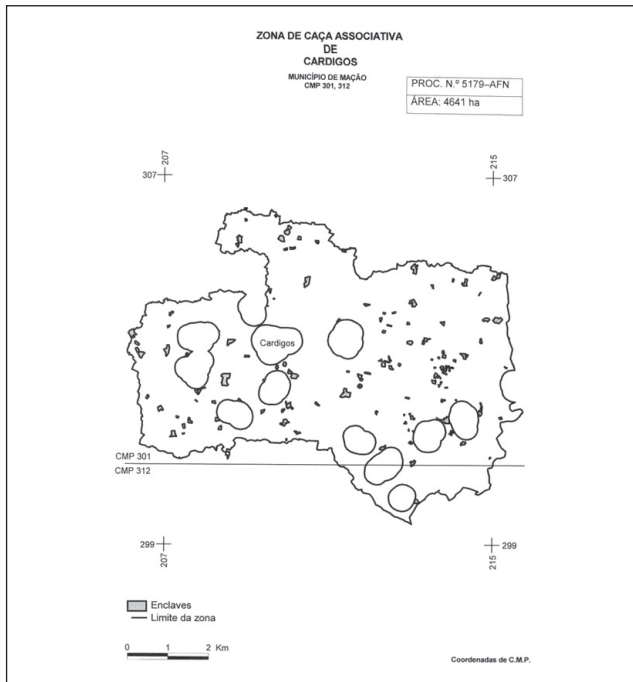 ZONA DE CAÇA ASSOCIATIVA
DE
CARDIGOS
MUNICÍPIO DE MAÇÃO
CMP 301, 312
PROC. N.º 5179–AFN
ÁREA: 4641 ha
207
307
215
307
Cardigos
CMP 301
CMP 312
299
207
299
215
Enclaves
Limite da zona
0 1 2 Km
Coordenadas de C.M.P.